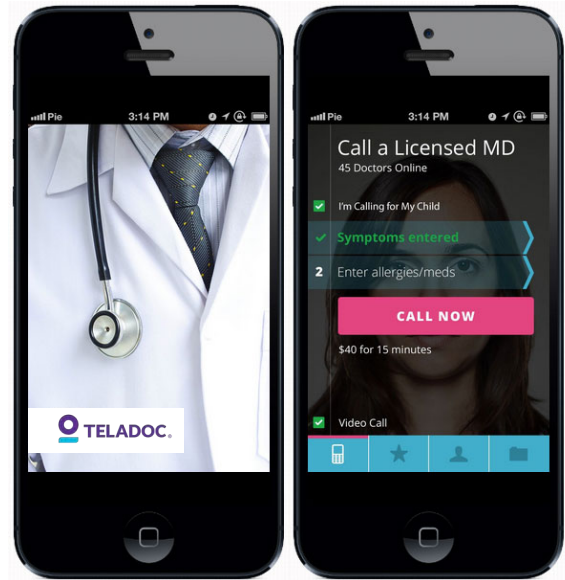 Pie 3:14 PM
TELADOC.
Pie 3:14 PM
Call a Licensed MD
45 Doctors Online
I'm Calling for My Child
Symptoms entered
2 Enter allergies/meds
CALL NOW
$40 for 15 minutes
Video Call